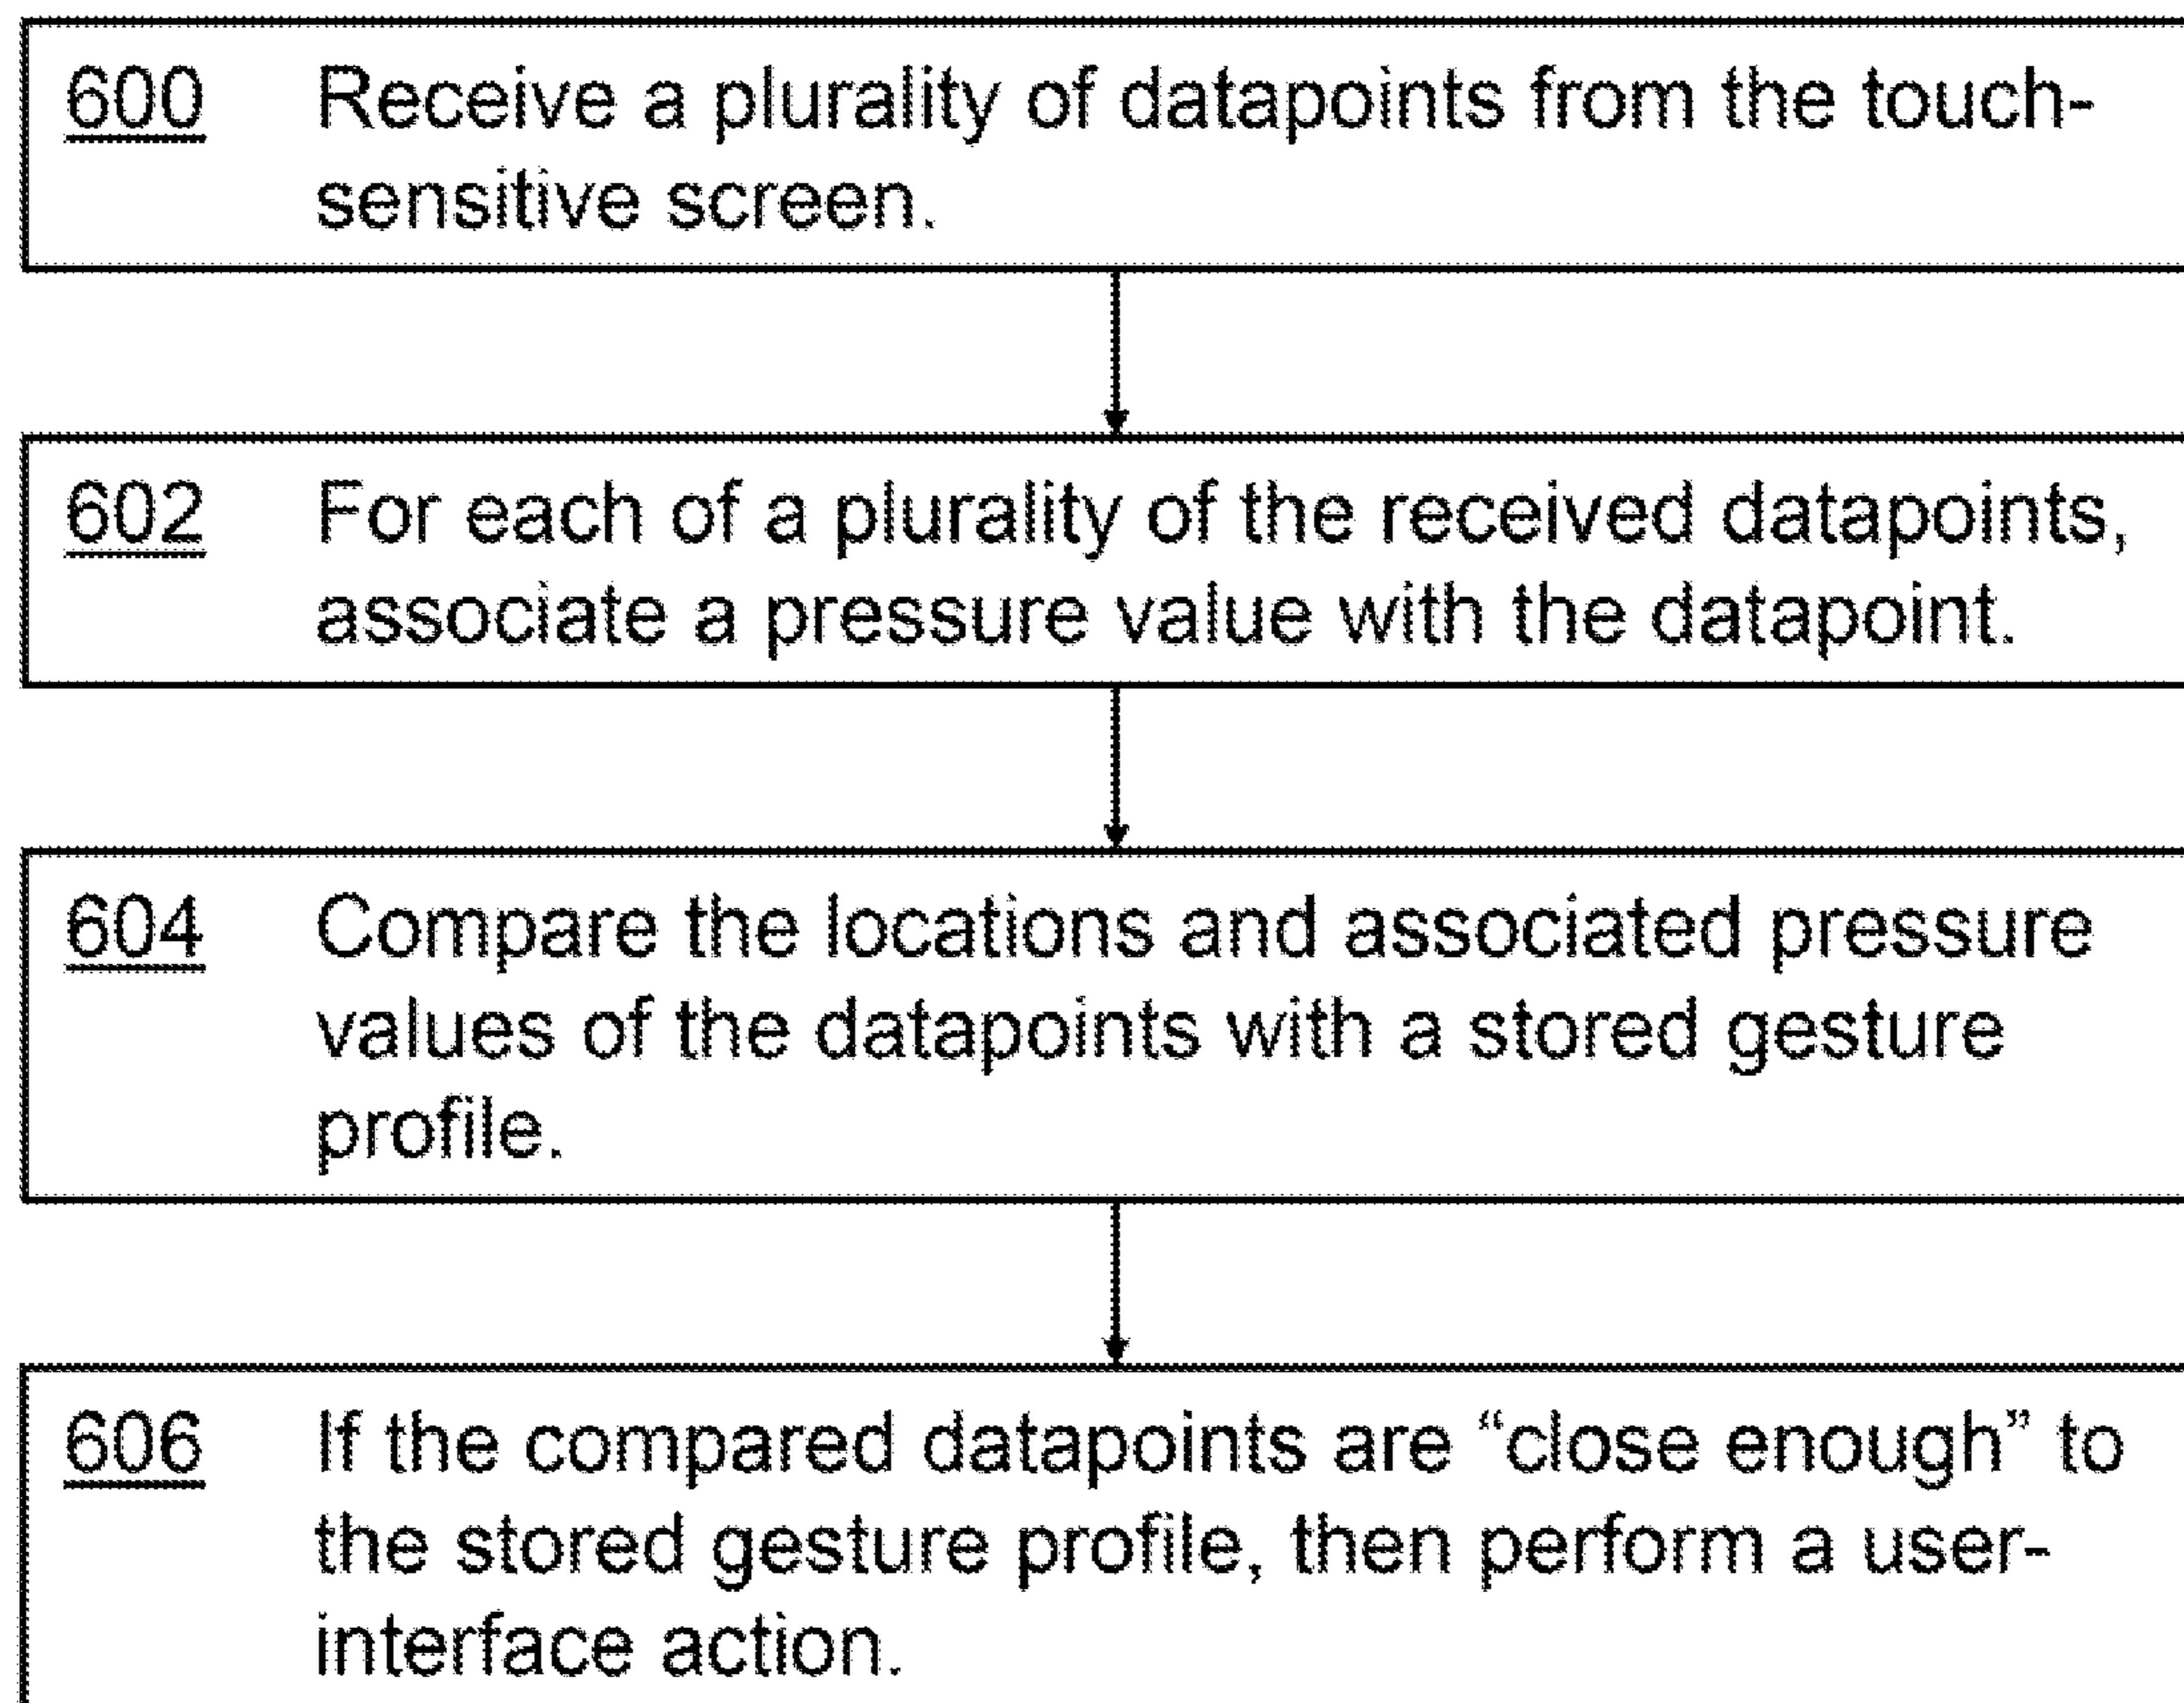 600 Receive a plurality of datapoints from the touch-
sensitive screen.
602 For each of a plurality of the received datapoints,
associate a pressure value with the datapoint.
604 Compare the locations and associated pressure
values of the datapoints with a stored gesture
profile.
606 If the compared datapoints are “close enough” to
the stored gesture profile, then perform a user-
interface action.